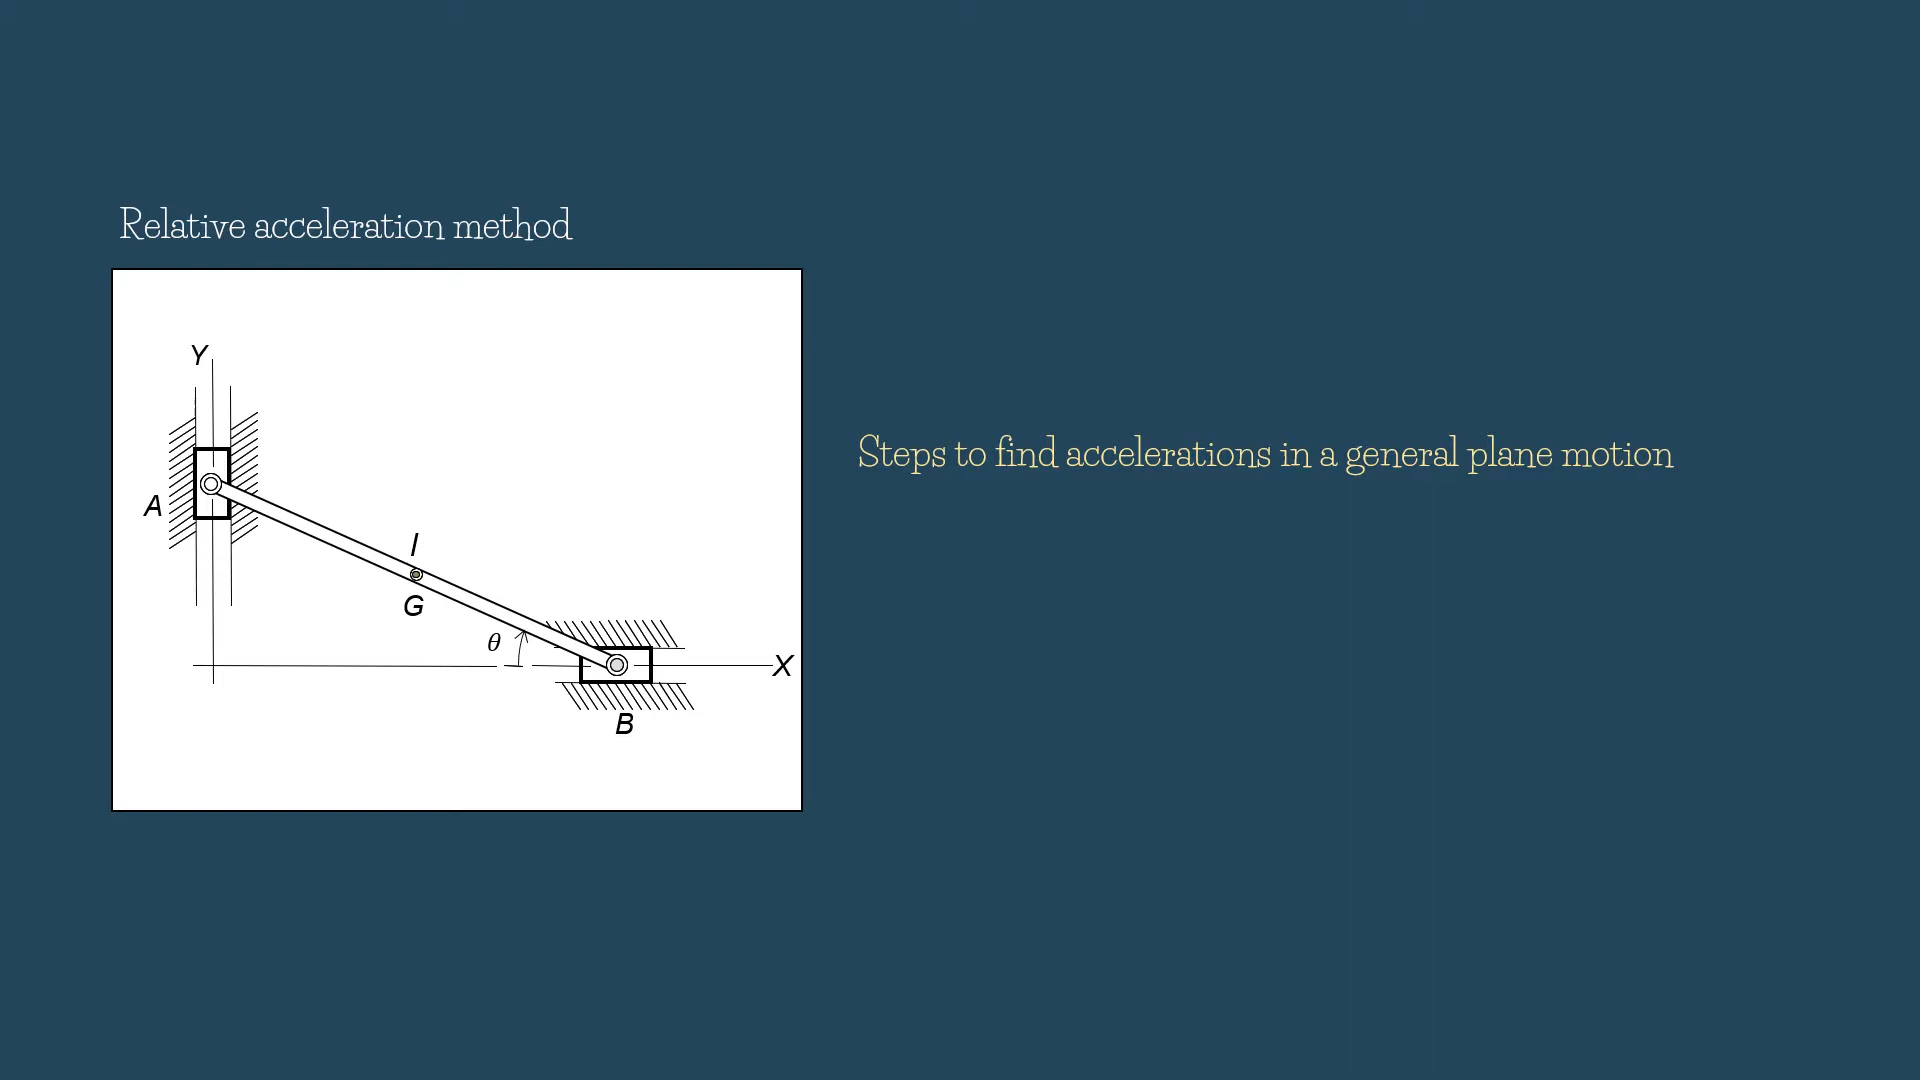 Relative acceleration method
Y
A
l
G
θ
X
B
Steps to find accelerations in a general plane motion